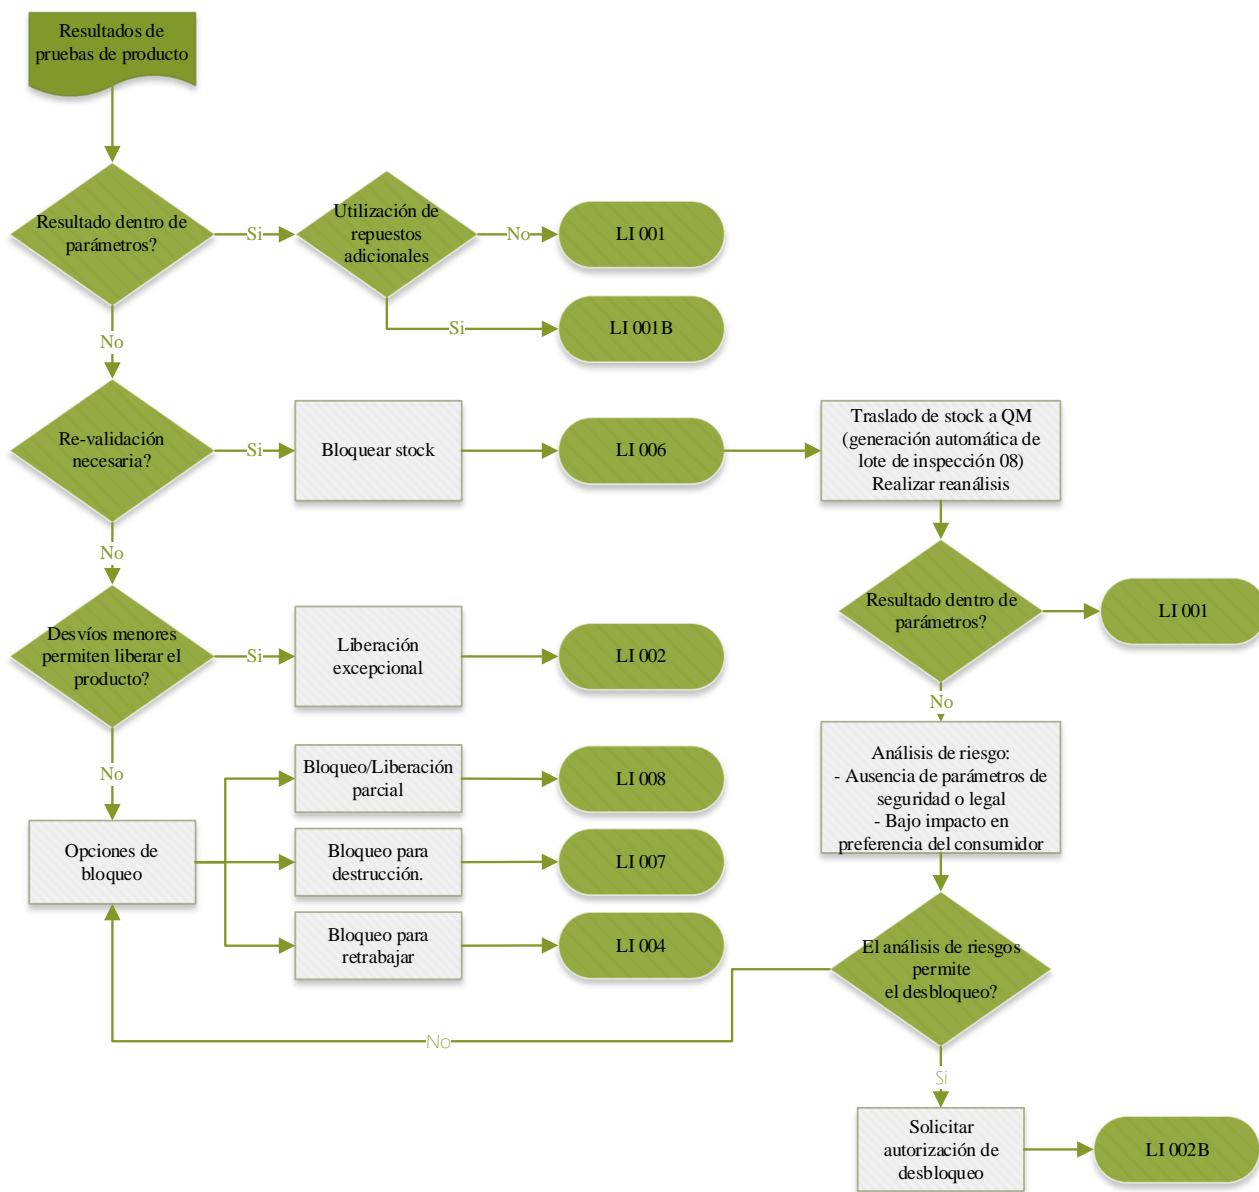 Resultados de
pruebas de producto
Resultado dentro de
parámetros?
Si
Utilización de
repuestos
adicionales
No
LI 001
Si
LI 001B
No
Re-validación
necesaria?
Si
Bloquear stock
LI 006
Traslado de stock a QM
(generación automática de
lote de inspección 08)
Realizar reanálisis
No
Resultado dentro de
parámetros?
LI 001
Desvíos menores
permiten liberar el
producto?
Si
Liberación
excepcional
LI 002
No
Análisis de riesgo:
- Ausencia de parámetros de
seguridad o legal
- Bajo impacto en
preferencia del consumidor
No
Bloqueo/Liberación
parcial
LI 008
Opciones de
bloqueo
Bloqueo para
destrucción.
LI 007
Bloqueo para
retrabajar
LI 004
El análisis de riesgos
permite
el desbloqueo?
No
Si
Solicitar
autorización de
desbloqueo
LI 002B